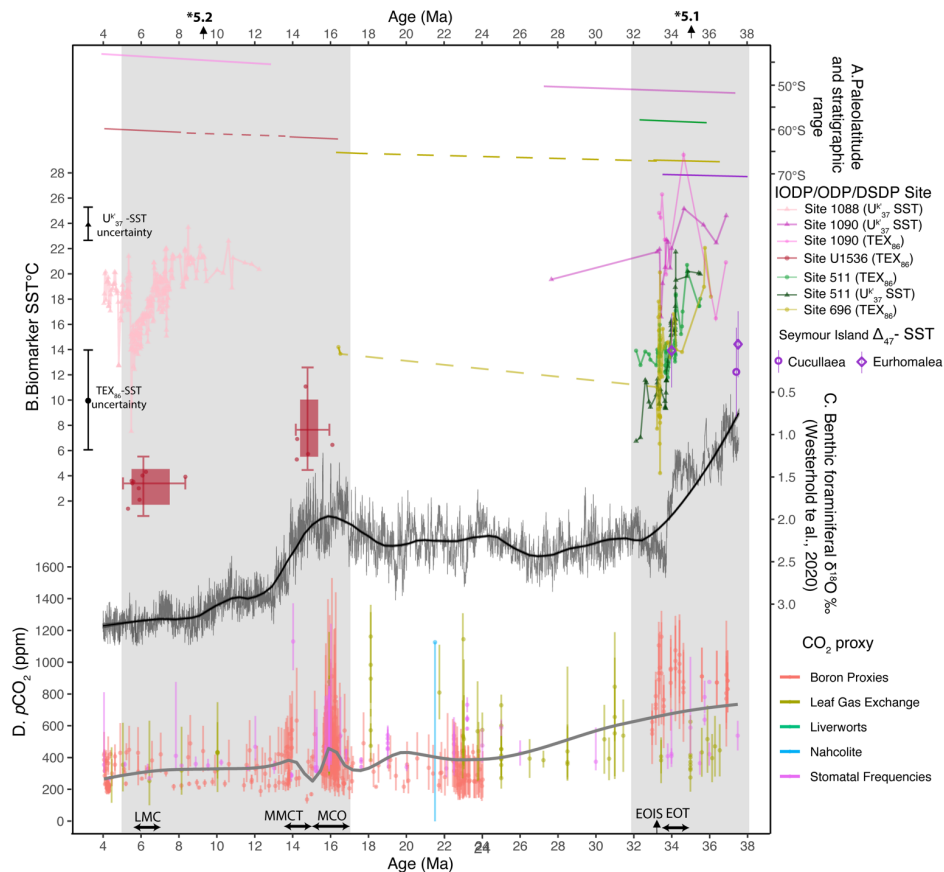 *5.2
Age (Ma)
*5.1
4 6 8 10 12 14 16 18 20 22 24 26 28 30 32 34 36 38
A.Paleolatitude
and stratigraphic
range
50°S
60°S
70°S
28
26
24
22
20
18
16
14
12
10
8
6
4
2
B.Biomarker SST°C
Uᵏ'₃₇ -SST
uncertainty
TEX₈₆-SST
uncertainty
IODP/ODP/DSDP Site
Site 1088 (Uᵏ'₃₇ SST)
Site 1090 (Uᵏ'₃₇ SST)
Site 1090 (TEX₈₆)
Site U1536 (TEX₈₆)
Site 511 (TEX₈₆)
Site 511 (Uᵏ'₃₇ SST)
Site 696 (TEX₈₆)
Seymour Island Δ₄₇- SST
Cucullaea
Eurhomalea
0.5
1.0
1.5
2.0
2.5
3.0
C. Benthic foraminiferal δ¹⁸O ‰
(Westerhold te al., 2020)
1600
1400
1200
1000
800
600
400
200
0
D. pCO₂ (ppm)
CO₂ proxy
Boron Proxies
Leaf Gas Exchange
Liverworts
Nahcolite
Stomatal Frequencies
LMC
MMCT
MCO
EOIS
EOT
4 6 8 10 12 14 16 18 20 22 24 26 28 30 32 34 36 38
Age (Ma)